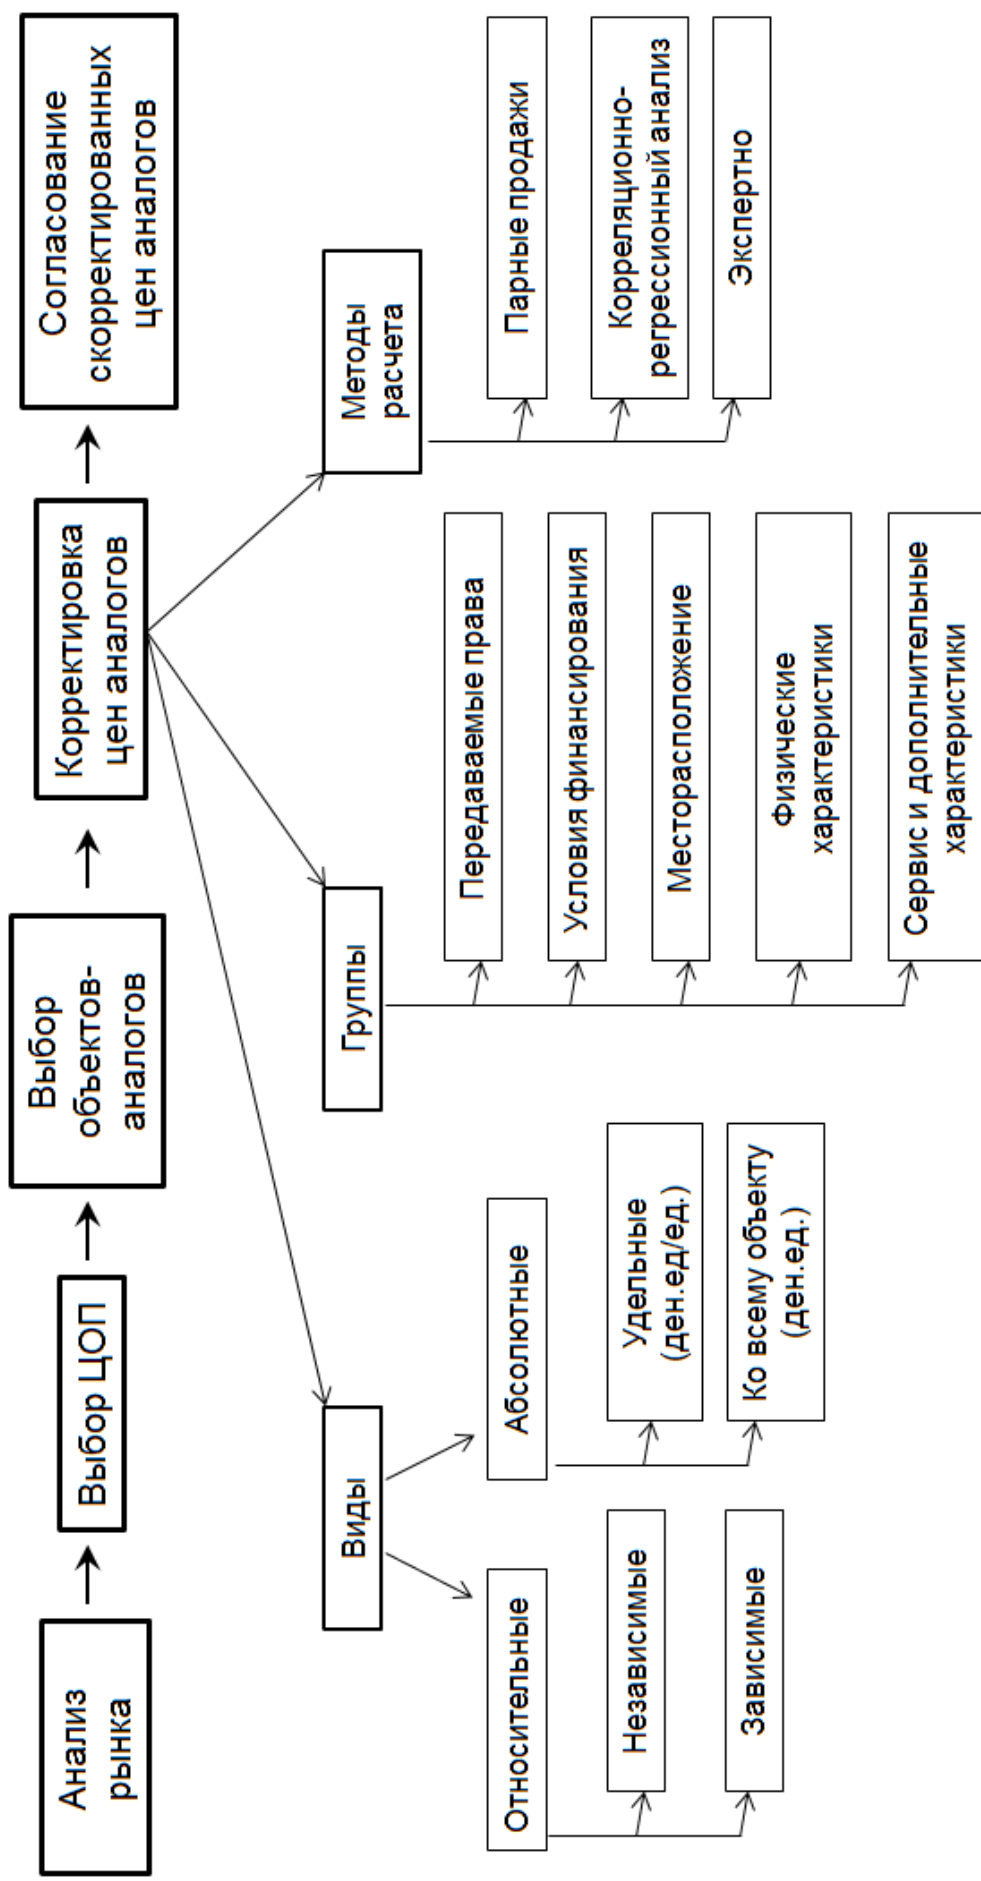 Анализ
рынка
Выбор ЦОП
Выбор
объектов-
аналогов
Корректировка
цен аналогов
Согласование
скорректированных
цен аналогов
Виды
Группы
Методы
расчета
Относительные
Независимые
Зависимые
Абсолютные
Удельные
(ден.ед/ед.)
Ко всему объекту
(ден.ед.)
Передаваемые права
Условия финансирования
Месторасположение
Физические
характеристики
Сервис и дополнительные
характеристики
Парные продажи
Корреляционно-
регрессионный анализ
Экспертно